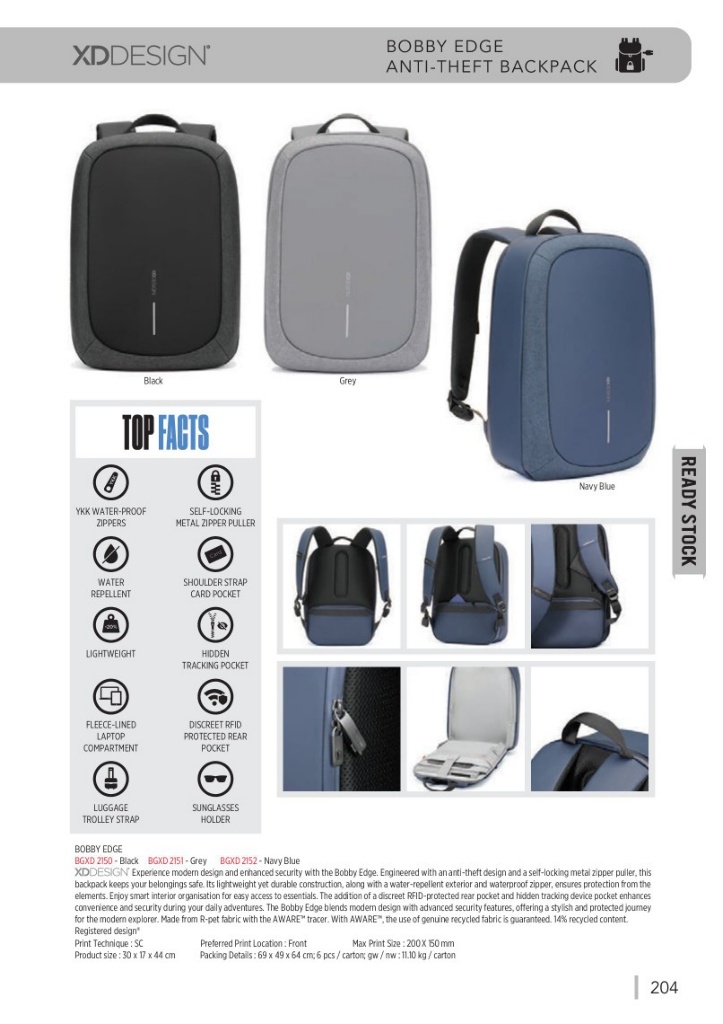 XDDESIGN®
BOBBY EDGE
ANTI-THEFT BACKPACK
Black
Grey
Navy Blue
READY STOCK
TOP FACTS
YKK WATER-PROOF
ZIPPERS
SELF-LOCKING
METAL ZIPPER PULLER
WATER
REPELLENT
Card
SHOULDER STRAP
CARD POCKET
-20%
LIGHTWEIGHT
HIDDEN
TRACKING POCKET
FLEECE-LINED
LAPTOP
COMPARTMENT
DISCREET RFID
PROTECTED REAR
POCKET
LUGGAGE
TROLLEY STRAP
SUNGLASSES
HOLDER
BOBBY EDGE
BGXD 2150 - Black BGXD 2151 - Grey BGXD 2152 - Navy Blue
XDDESIGN® Experience modern design and enhanced security with the Bobby Edge. Engineered with an anti-theft design and a self-locking metal zipper puller, this
backpack keeps your belongings safe. Its lightweight yet durable construction, along with a water-repellent exterior and waterproof zipper, ensures protection from the
elements. Enjoy smart interior organisation for easy access to essentials. The addition of a discreet RFID-protected rear pocket and hidden tracking device pocket enhances
convenience and security during your daily adventures. The Bobby Edge blends modern design with advanced security features, offering a stylish and protected journey
for the modern explorer. Made from R-pet fabric with the AWARE™ tracer. With AWARE™, the use of genuine recycled fabric is guaranteed. 14% recycled content.
Registered design®
Print Technique : SC Preferred Print Location : Front Max Print Size : 200 X 150 mm
Product size : 30 x 17 x 44 cm Packing Details : 69 x 49 x 64 cm; 6 pcs / carton; gw / nw : 11.10 kg / carton
204